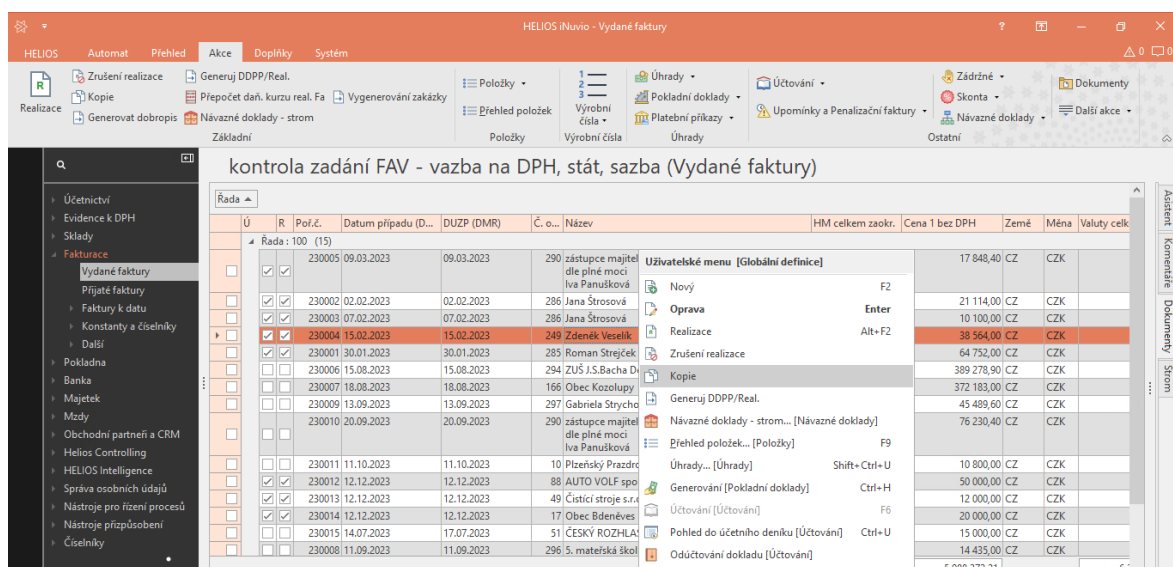 HELIOS iNuvio - Vydané faktury
HELIOS Automat Přehled Akce Doplňky Systém 0 0
Realizace
Zrušení realizace
Kopie
Generovat dobropis
Generuj DDPP/Real.
Přepočet daň. kurzu real. Fa
Vygenerování zakázky
Návazné doklady - strom
Základní
Položky
Přehled položek
Položky
Výrobní čísla
Výrobní čísla
Úhrady
Pokladní doklady
Platební příkazy
Úhrady
Účtování
Upomínky a Penalizační faktury
Zádržné
Skonta
Návazné doklady
Dokumenty
Další akce
Ostatní
kontrola zadání FAV - vazba na DPH, stát, sazba (Vydané faktury)
Účetnictví
Evidence k DPH
Sklady
Fakturace
Vydané faktury
Přijaté faktury
Faktury k datu
Konstanty a číselníky
Další
Pokladna
Banka
Majetek
Mzdy
Obchodní partneři a CRM
Helios Controlling
HELIOS Intelligence
Správa osobních údajů
Nástroje pro řízení procesů
Nástroje přizpůsobení
Číselníky
Řada
Ú R Poř.č. Datum případu (D... DUZP (DMR) Č. o... Název HM celkem zaokr. Cena 1 bez DPH Země Měna Valuty celk
Řada : 100 (15)
230005 09.03.2023 09.03.2023 290 zástupce majitel 17 848,40 CZ CZK
dle plné moci
Iva Panušková
230002 02.02.2023 02.02.2023 286 Jana Štrosová 21 114,00 CZ CZK
230003 07.02.2023 07.02.2023 286 Jana Štrosová 10 100,00 CZ CZK
230004 15.02.2023 15.02.2023 249 Zdeněk Veselík 38 564,00 CZ CZK
230001 30.01.2023 30.01.2023 285 Roman Strejček 64 752,00 CZ CZK
230006 15.08.2023 15.08.2023 294 ZUŠ J.S.Bacha D 389 278,90 CZ CZK
230007 18.08.2023 18.08.2023 166 Obec Kozolupy 372 183,00 CZ CZK
230009 13.09.2023 13.09.2023 297 Gabriela Strycho 45 489,60 CZ CZK
230010 20.09.2023 20.09.2023 290 zástupce majitel 76 230,40 CZ CZK
dle plné moci
Iva Panušková
230011 11.10.2023 11.10.2023 10 Plzeňský Prazdro 10 800,00 CZ CZK
230012 12.12.2023 12.12.2023 88 AUTO VOLF spo 50 000,00 CZ CZK
230013 12.12.2023 12.12.2023 49 Čistící stroje s.r. 12 000,00 CZ CZK
230014 12.12.2023 12.12.2023 17 Obec Bdeněves 20 000,00 CZ CZK
230015 14.07.2023 17.07.2023 51 ČESKÝ ROZHLA 15 000,00 CZ CZK
230008 11.09.2023 11.09.2023 296 5. mateřská škol 14 435,00 CZ CZK
Uživatelské menu [Globální definice]
Nový F2
Oprava Enter
Realizace Alt+F2
Zrušení realizace
Kopie
Generuj DDPP/Real.
Návazné doklady - strom... [Návazné doklady]
Přehled položek... [Položky] F9
Úhrady... [Úhrady] Shift+Ctrl+U
Generování [Pokladní doklady] Ctrl+H
Účtování [Účtování] F6
Pohled do účetního deníku [Účtování] Ctrl+U
Odúčtování dokladu [Účtování]
Asistent
Komentáře
Dokumenty
Strom